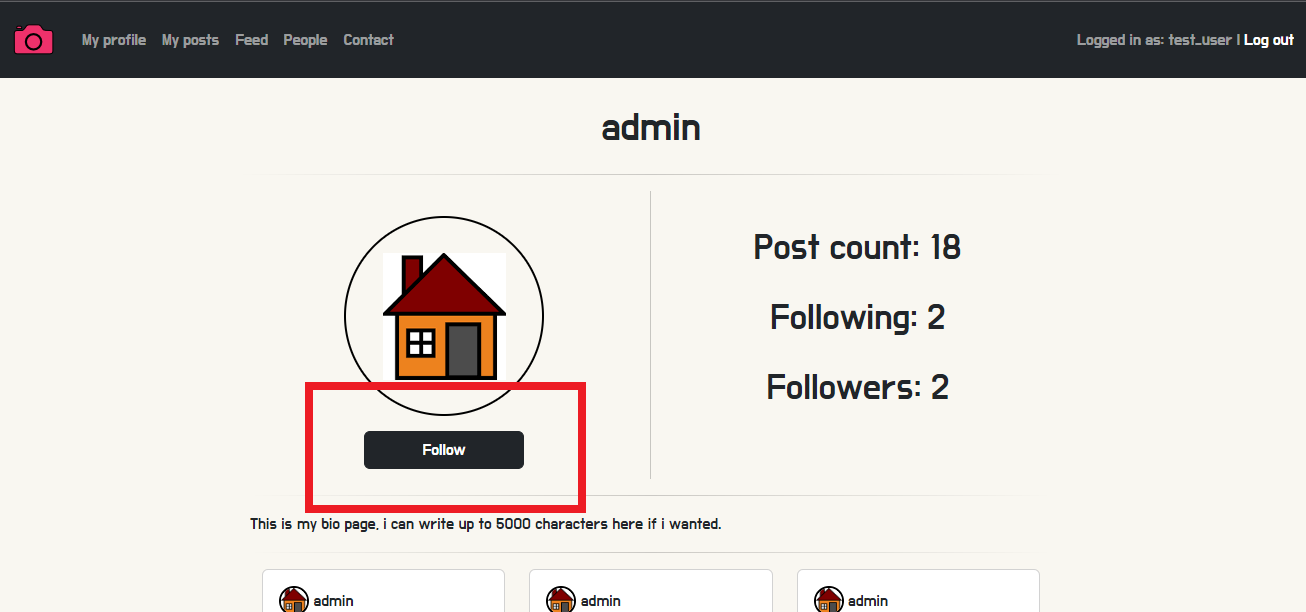 My profile My posts Feed People Contact Logged in as: test_user | Log out
admin
Post count: 18
Following: 2
Followers: 2
Follow
This is my bio page, i can write up to 5000 characters here if i wanted.
admin admin admin